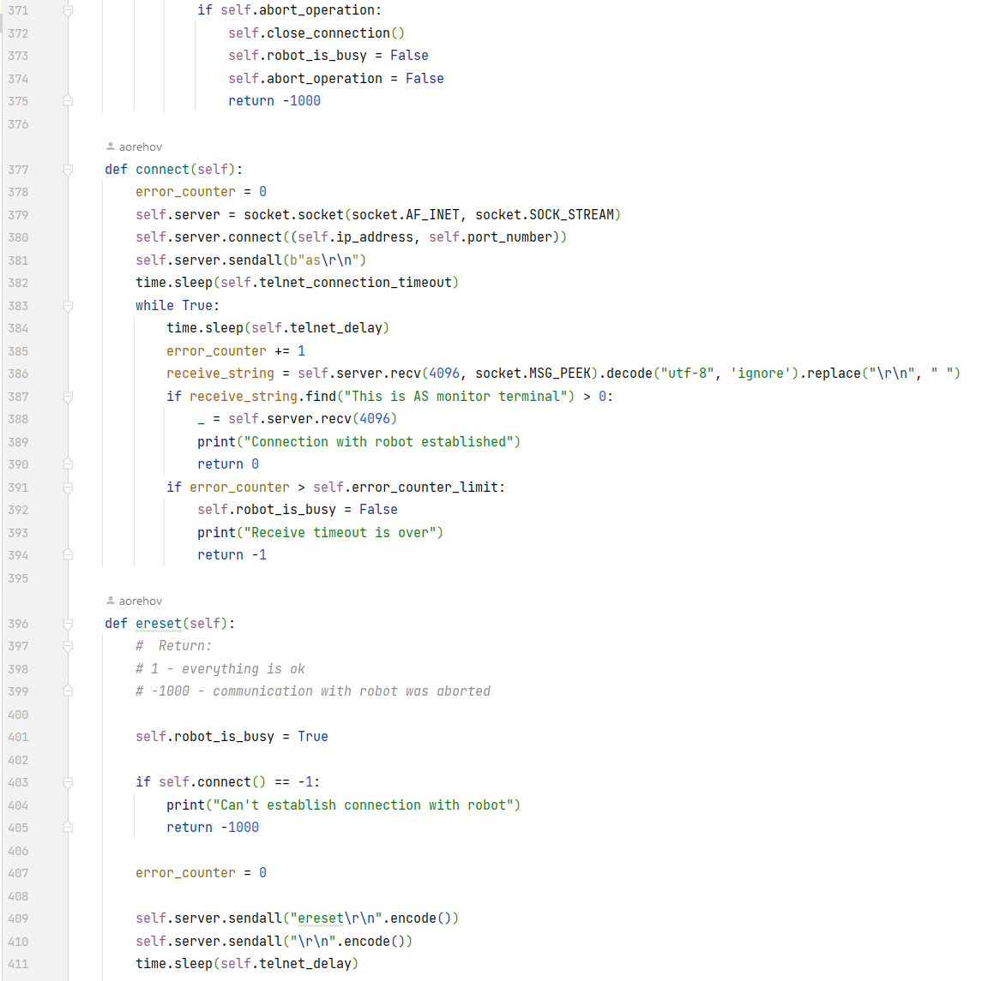 371 if self.abort_operation:
372 self.close_connection()
373 self.robot_is_busy = False
374 self.abort_operation = False
375 return -1000
376
aorehov
377 def connect(self):
378 error_counter = 0
379 self.server = socket.socket(socket.AF_INET, socket.SOCK_STREAM)
380 self.server.connect((self.ip_address, self.port_number))
381 self.server.sendall(b"as\r\n")
382 time.sleep(self.telnet_connection_timeout)
383 while True:
384 time.sleep(self.telnet_delay)
385 error_counter += 1
386 receive_string = self.server.recv(4096, socket.MSG_PEEK).decode("utf-8", 'ignore').replace("\r\n", " ")
387 if receive_string.find("This is AS monitor terminal") > 0:
388 _ = self.server.recv(4096)
389 print("Connection with robot established")
390 return 0
391 if error_counter > self.error_counter_limit:
392 self.robot_is_busy = False
393 print("Receive timeout is over")
394 return -1
395
aorehov
396 def ereset(self):
397 #  Return:
398 # 1 - everything is ok
399 # -1000 - communication with robot was aborted
400
401 self.robot_is_busy = True
402
403 if self.connect() == -1:
404 print("Can't establish connection with robot")
405 return -1000
406
407 error_counter = 0
408
409 self.server.sendall("ereset\r\n".encode())
410 self.server.sendall("\r\n".encode())
411 time.sleep(self.telnet_delay)